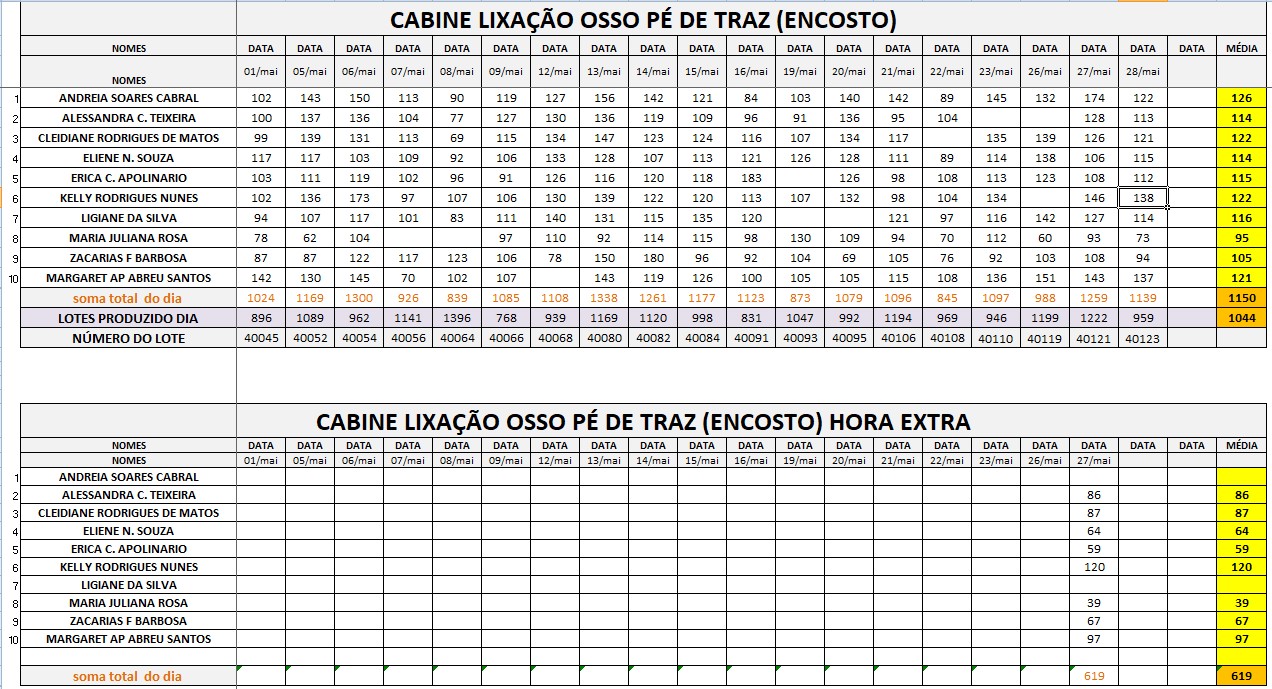 CABINE LIXAÇÃO OSSO PÉ DE TRAZ (ENCOSTO)
NOMES DATA DATA DATA DATA DATA DATA DATA DATA DATA DATA DATA DATA DATA DATA DATA DATA DATA DATA DATA DATA MÉDIA
NOMES 01/mai 05/mai 06/mai 07/mai 08/mai 09/mai 12/mai 13/mai 14/mai 15/mai 16/mai 19/mai 20/mai 21/mai 22/mai 23/mai 26/mai 27/mai 28/mai
1 ANDREIA SOARES CABRAL 102 143 150 113 90 119 127 156 142 121 84 103 140 142 89 145 132 174 122 126
2 ALESSANDRA C. TEIXEIRA 100 137 136 104 77 127 130 136 119 109 96 91 136 95 104 128 113 114
3 CLEIDIANE RODRIGUES DE MATOS 99 139 131 113 69 115 134 147 123 124 116 107 134 117 135 139 126 121 122
4 ELIENE N. SOUZA 117 117 103 109 92 106 133 128 107 113 121 126 128 111 89 114 138 106 115 114
5 ERICA C. APOLINARIO 103 111 119 102 96 91 126 116 120 118 183 126 98 108 113 123 108 112 115
6 KELLY RODRIGUES NUNES 102 136 173 97 107 106 130 139 122 120 113 107 132 98 104 134 146 138 122
7 LIGIANE DA SILVA 94 107 117 101 83 111 140 131 115 135 120 121 97 116 142 127 114 116
8 MARIA JULIANA ROSA 78 62 104 97 110 92 114 115 98 130 109 94 70 112 60 93 73 95
9 ZACARIAS F BARBOSA 87 87 122 117 123 106 78 150 180 96 92 104 69 105 76 92 103 108 94 105
10 MARGARET AP ABREU SANTOS 142 130 145 70 102 107 143 119 126 100 105 105 115 108 136 151 143 137 121
soma total do dia 1024 1169 1300 926 839 1085 1108 1338 1261 1177 1123 873 1079 1096 845 1097 988 1259 1139 1150
LOTES PRODUZIDO DIA 896 1089 962 1141 1396 768 939 1169 1120 998 831 1047 992 1194 969 946 1199 1222 959 1044
NÚMERO DO LOTE 40045 40052 40054 40056 40064 40066 40068 40080 40082 40084 40091 40093 40095 40106 40108 40110 40119 40121 40123
CABINE LIXAÇÃO OSSO PÉ DE TRAZ (ENCOSTO) HORA EXTRA
NOMES DATA DATA DATA DATA DATA DATA DATA DATA DATA DATA DATA DATA DATA DATA DATA DATA DATA DATA DATA DATA MÉDIA
NOMES 01/mai 05/mai 06/mai 07/mai 08/mai 09/mai 12/mai 13/mai 14/mai 15/mai 16/mai 19/mai 20/mai 21/mai 22/mai 23/mai 26/mai 27/mai
1 ANDREIA SOARES CABRAL
2 ALESSANDRA C. TEIXEIRA 86 86
3 CLEIDIANE RODRIGUES DE MATOS 87 87
4 ELIENE N. SOUZA 64 64
5 ERICA C. APOLINARIO 59 59
6 KELLY RODRIGUES NUNES 120 120
7 LIGIANE DA SILVA
8 MARIA JULIANA ROSA 39 39
9 ZACARIAS F BARBOSA 67 67
10 MARGARET AP ABREU SANTOS 97 97
soma total do dia 619 619